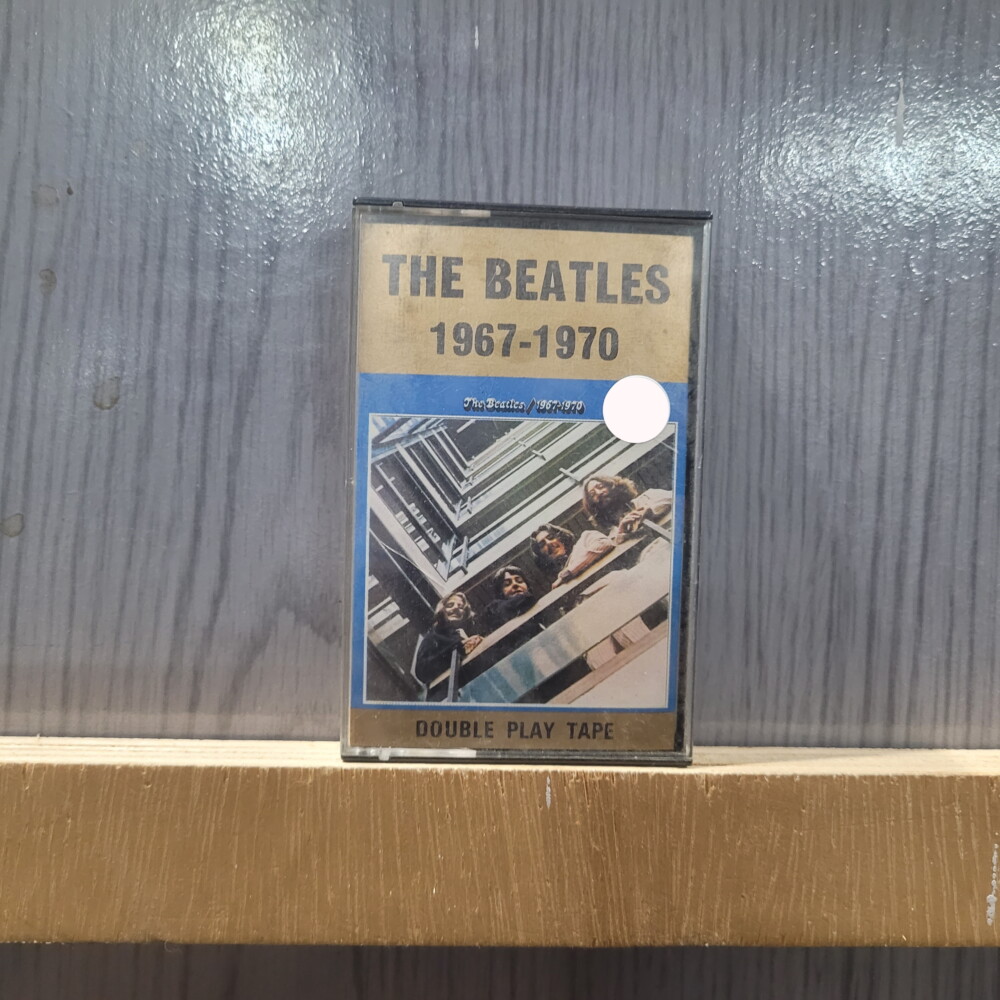 THE BEATLES
1967-1970
The Beatles/1967-1970
DOUBLE PLAY TAPE